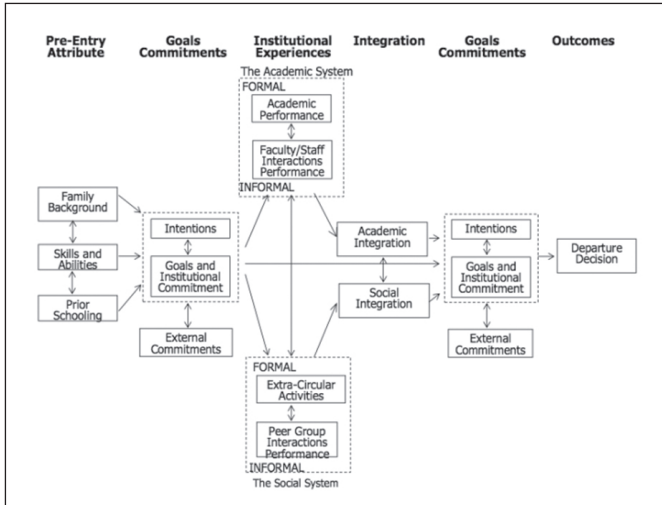 Pre-Entry
Attribute
Goals
Commitments
Institutional
Experiences
Integration
Goals
Commitments
Outcomes
The Academic System
FORMAL
Academic
Performance
Faculty/Staff
Interactions
Performance
INFORMAL
Family
Background
Skills and
Abilities
Prior
Schooling
Intentions
Goals and
Institutional
Commitment
External
Commitments
Academic
Integration
Social
Integration
Intentions
Goals and
Institutional
Commitment
External
Commitments
Departure
Decision
FORMAL
Extra-Circular
Activities
Peer Group
Interactions
Performance
INFORMAL
The Social System